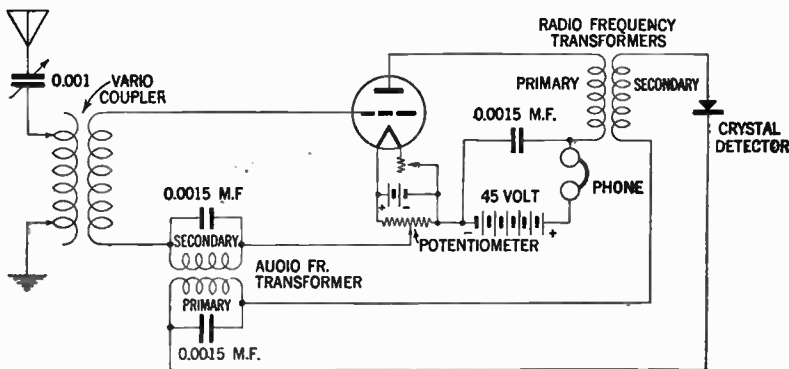 RADIO FREQUENCY
TRANSFORMERS
0.001
VARIO
COUPLER
PRIMARY
SECONDARY
0.0015 M.F.
CRYSTAL
DETECTOR
PHONE
0.0015 M.F
45 VOLT
+ -
- +
SECONDARY
POTENTIOMETER
AUDIO FR.
TRANSFORMER
PRIMARY
0.0015 M.F.